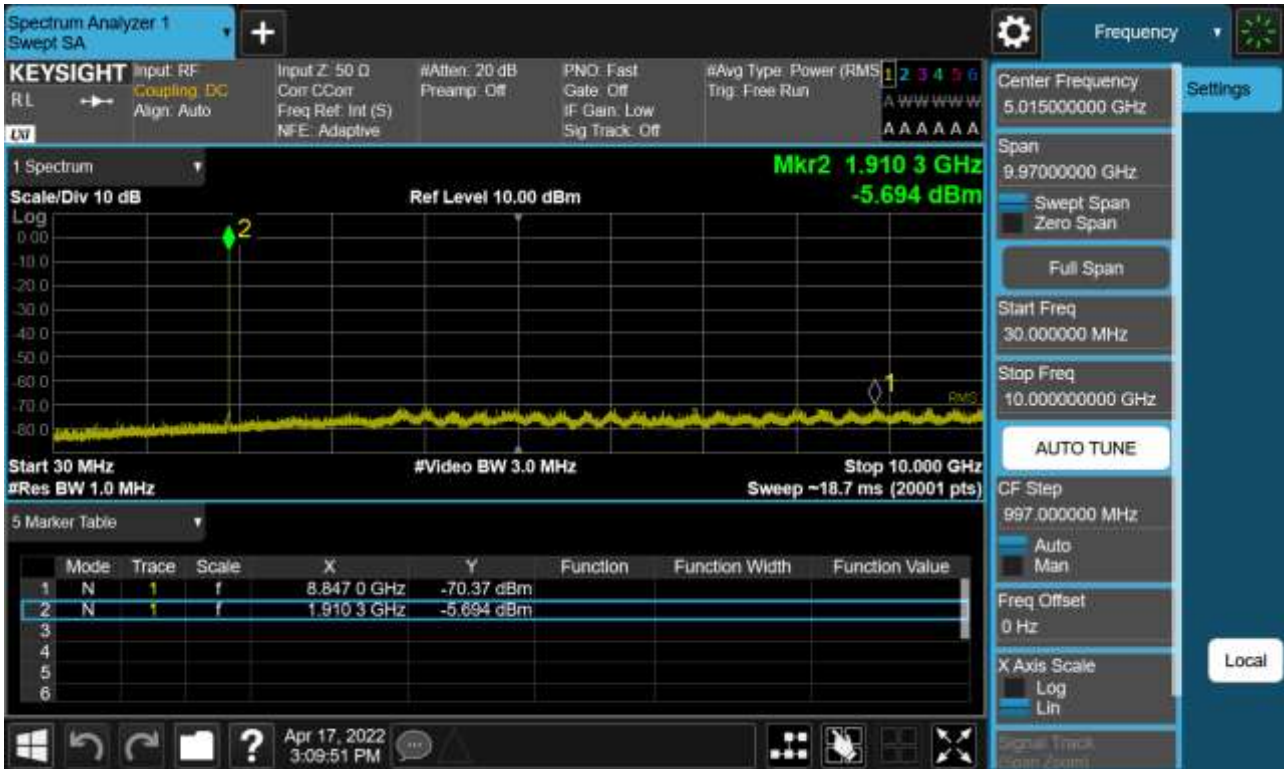 Spectrum Analyzer 1
Swept SA
Frequency
KEYSIGHT
RL
LXI
Input: RF
Coupling: DC
Align: Auto
Input Z: 50 Ω
Corr CCorr
Freq Ref: Int (S)
NFE: Adaptive
#Atten: 20 dB
Preamp: Off
PNO: Fast
Gate: Off
IF Gain: Low
Sig Track: Off
#Avg Type: Power (RMS
Trig: Free Run
1 2 3 4 5 6
A W W W W W
A A A A A A
1 Spectrum
Scale/Div 10 dB
Ref Level 10.00 dBm
Mkr2 1.910 3 GHz
-5.694 dBm
Log
0.00
-10.0
-20.0
-30.0
-40.0
-50.0
-60.0
-70.0
-80.0
2
1
RMS
Start 30 MHz
#Video BW 3.0 MHz
Stop 10.000 GHz
#Res BW 1.0 MHz
Sweep ~18.7 ms (20001 pts)
5 Marker Table
Mode Trace Scale X Y Function Function Width Function Value
1 N 1 f 8.847 0 GHz -70.37 dBm
2 N 1 f 1.910 3 GHz -5.694 dBm
3
4
5
6
Apr 17, 2022
3:09:51 PM
Center Frequency
5.015000000 GHz
Settings
Span
9.97000000 GHz
Swept Span
Zero Span
Full Span
Start Freq
30.000000 MHz
Stop Freq
10.000000000 GHz
AUTO TUNE
CF Step
997.000000 MHz
Auto
Man
Freq Offset
0 Hz
X Axis Scale
Log
Lin
Local
Signal Track
(Span Zoom)